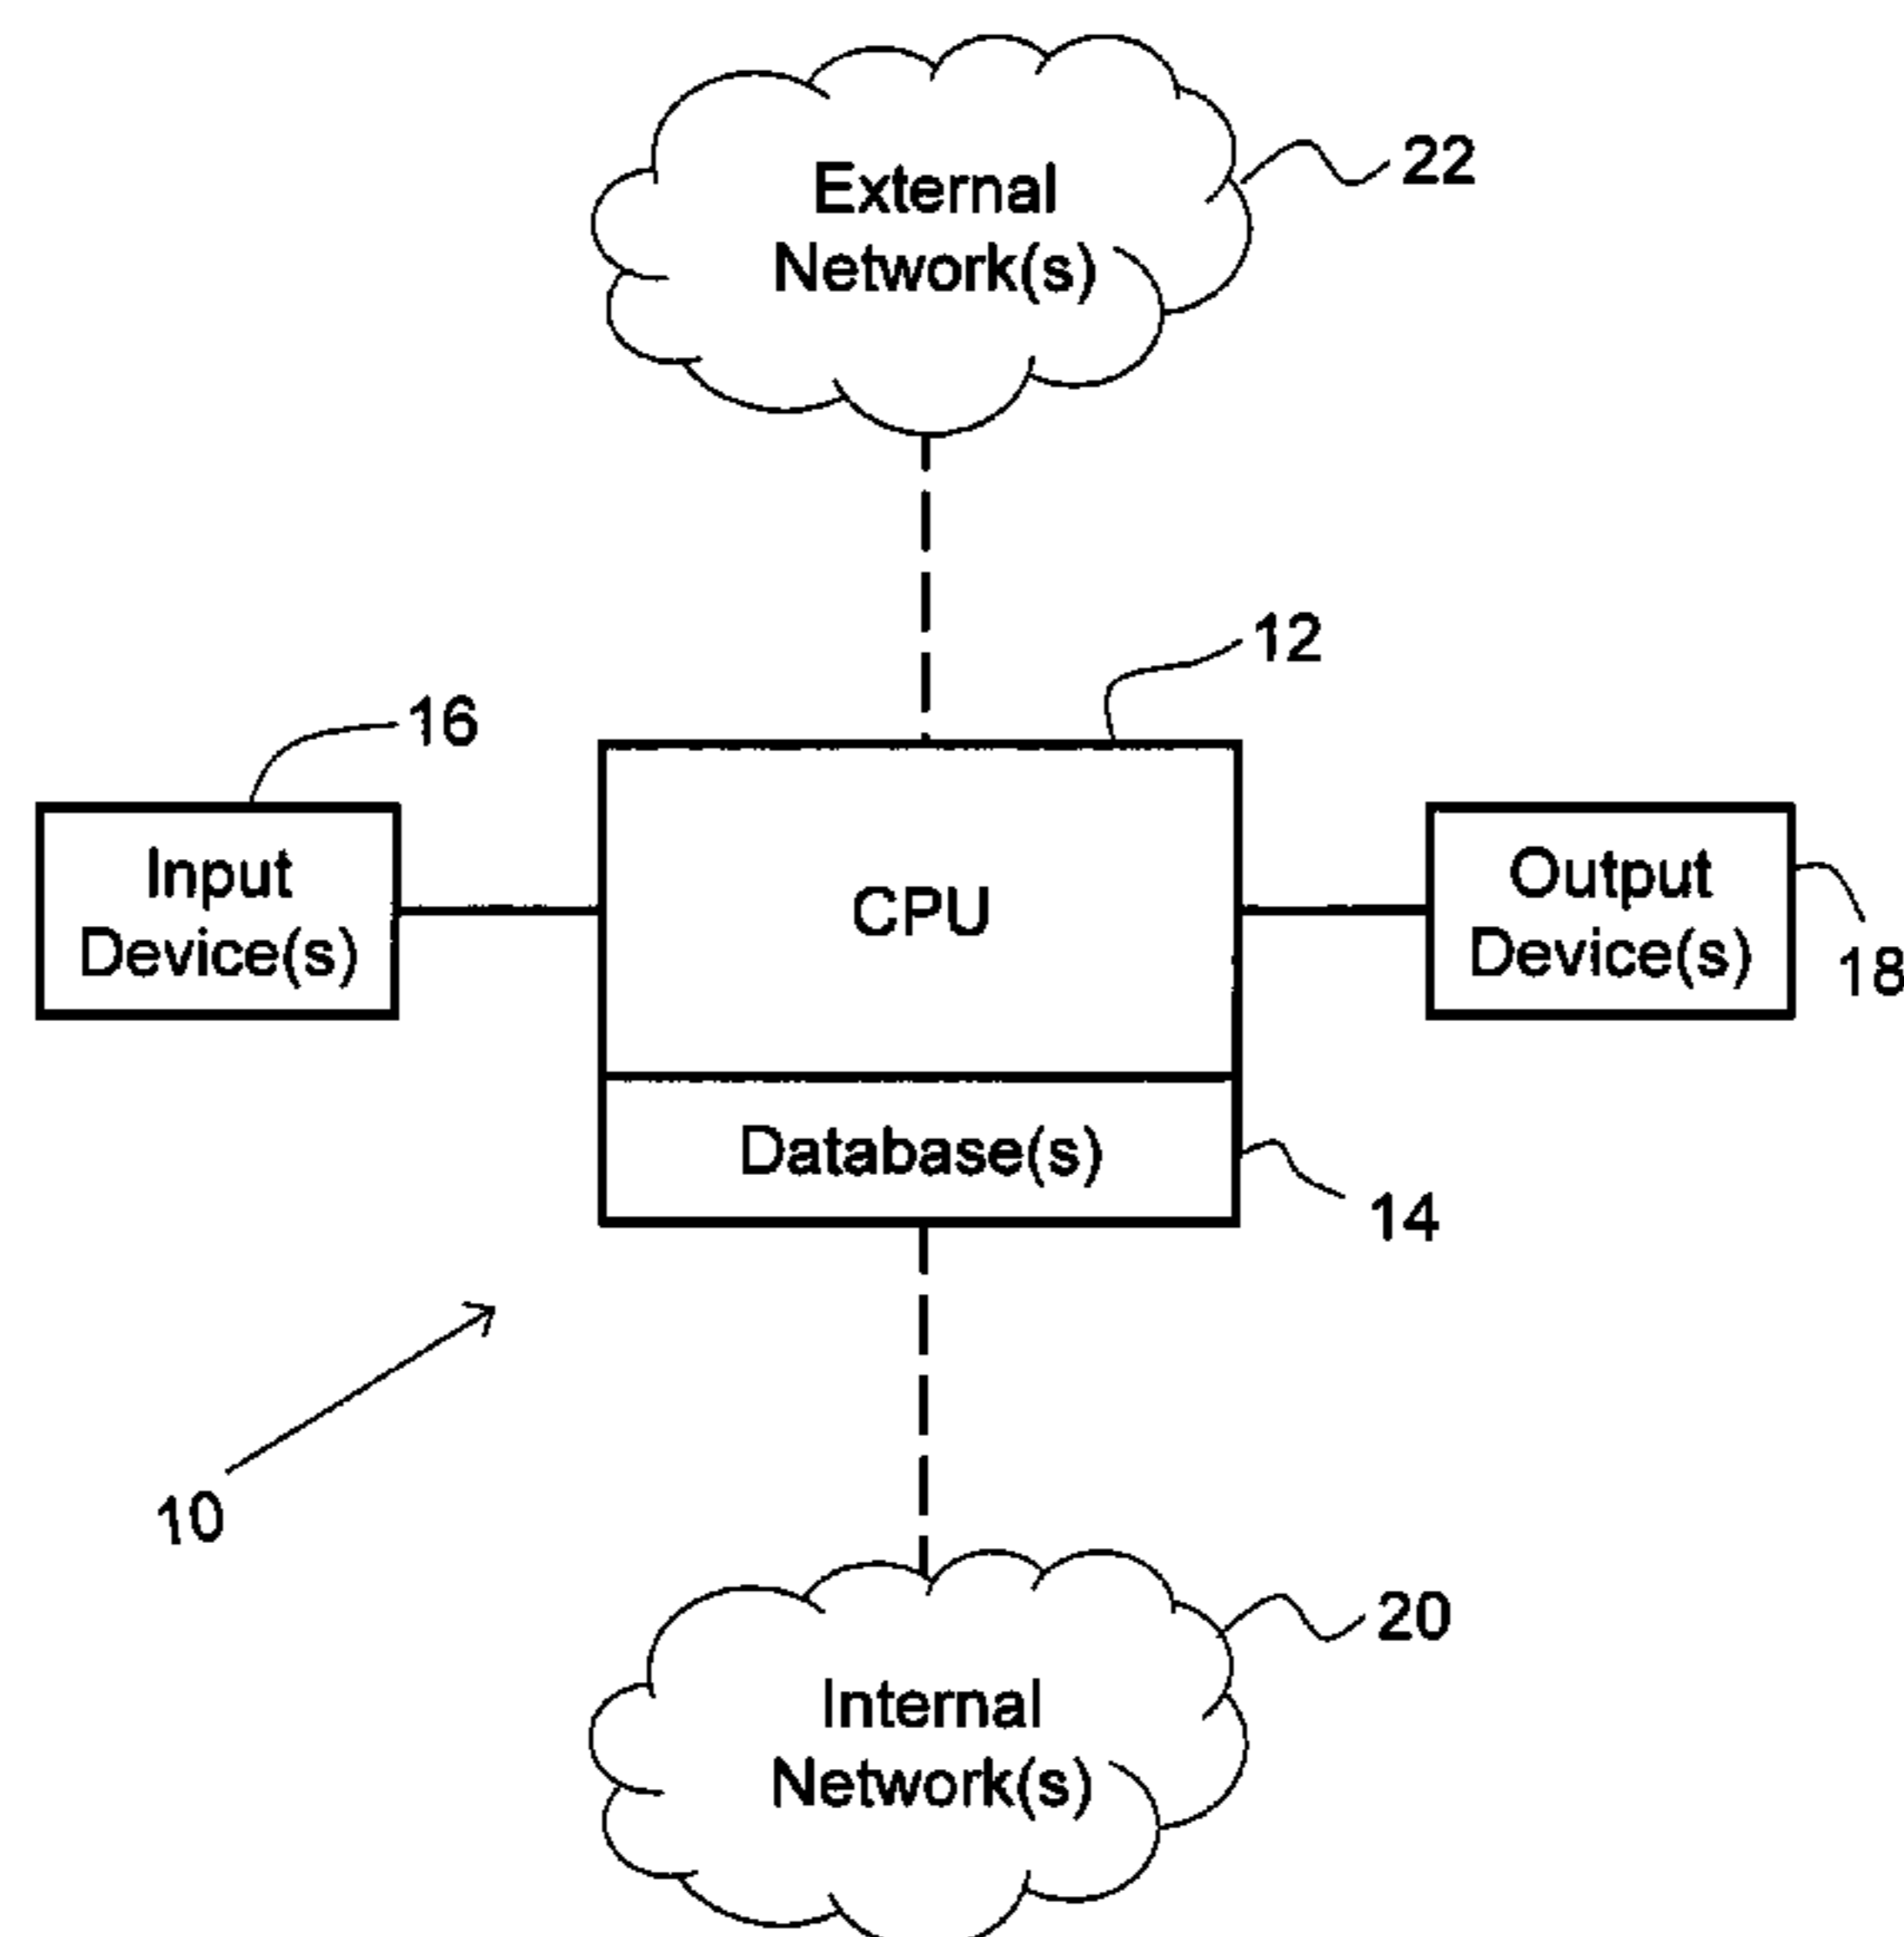 External
Network(s)
22
12
16
Input
Device(s)
CPU
Output
Device(s)
18
Database(s)
14
10
20
Internal
Network(s)